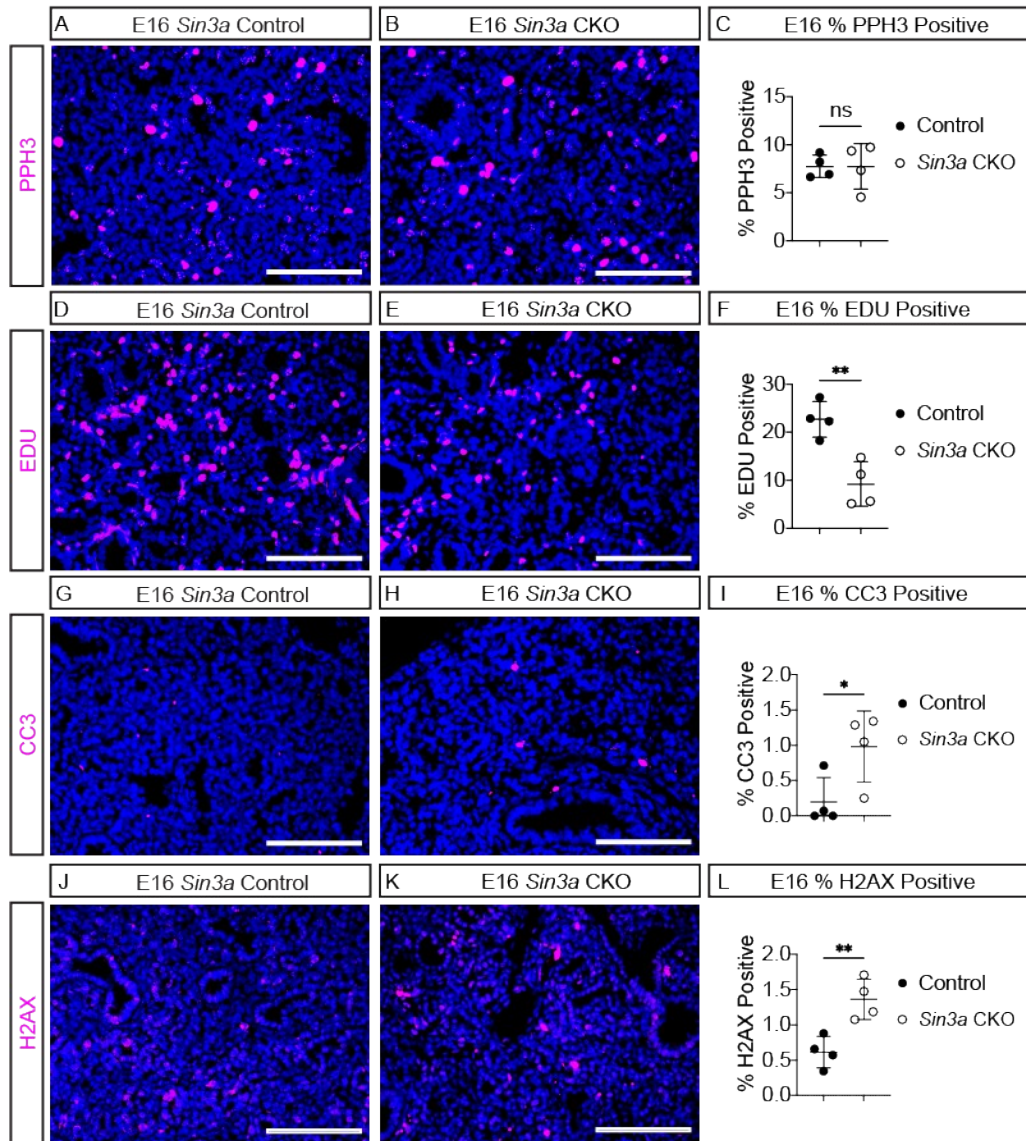 A E16 Sin3a Control
B E16 Sin3a CKO
C E16 % PPH3 Positive
PPH3
% PPH3 Positive
15
10
5
0
ns
Control
Sin3a CKO
D E16 Sin3a Control
E E16 Sin3a CKO
F E16 % EDU Positive
EDU
% EDU Positive
30
20
10
0
**
Control
Sin3a CKO
G E16 Sin3a Control
H E16 Sin3a CKO
I E16 % CC3 Positive
CC3
% CC3 Positive
2.0
1.5
1.0
0.5
0.0
*
Control
Sin3a CKO
J E16 Sin3a Control
K E16 Sin3a CKO
L E16 % H2AX Positive
H2AX
% H2AX Positive
2.0
1.5
1.0
0.5
0.0
**
Control
Sin3a CKO